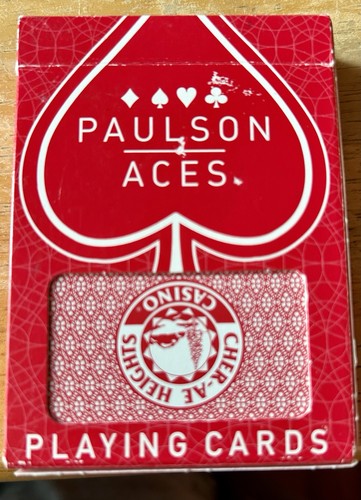 PAULSON
ACES
CHER-AE HEIGHTS
CASINO
PLAYING CARDS